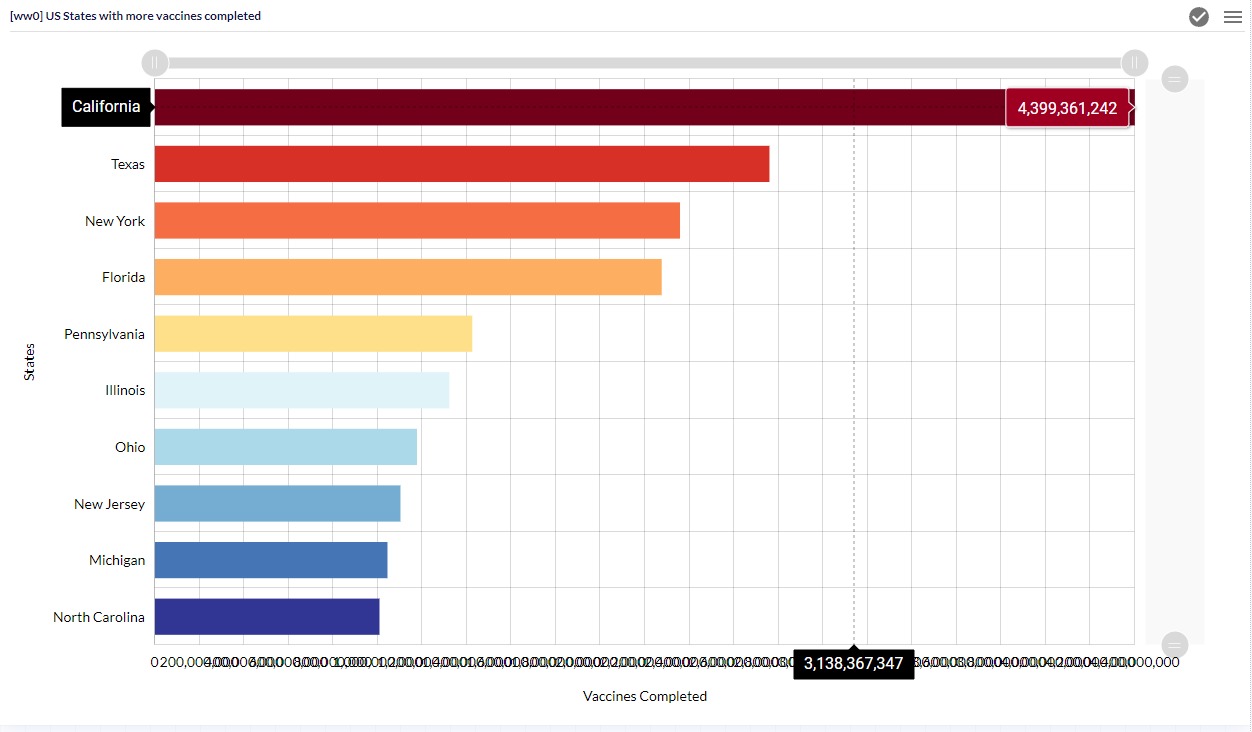 [ww0] US States with more vaccines completed
California
4,399,361,242
Texas
New York
Florida
Pennsylvania
Illinois
Ohio
New Jersey
Michigan
North Carolina
States
0
3,138,367,347
Vaccines Completed